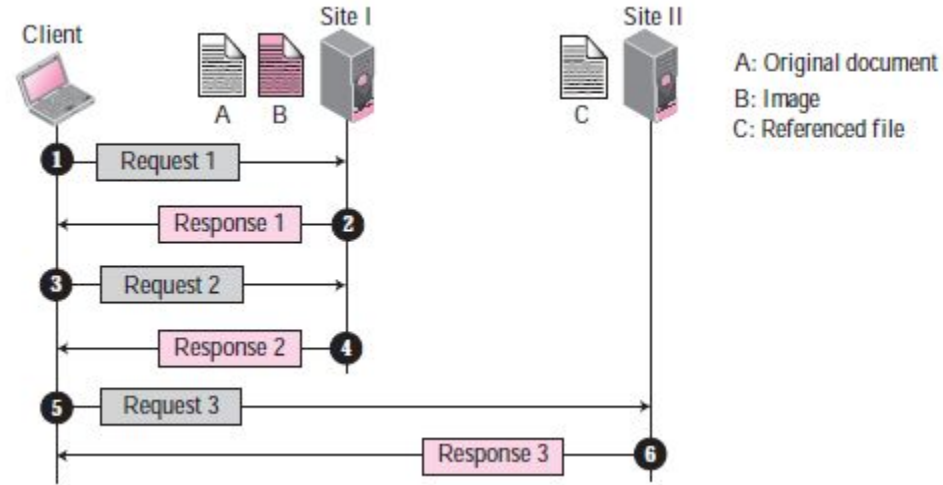 Client
Site I
Site II
A
B
C
A: Original document
B: Image
C: Referenced file
1
Request 1
Response 1
2
3
Request 2
Response 2
4
5
Request 3
Response 3
6